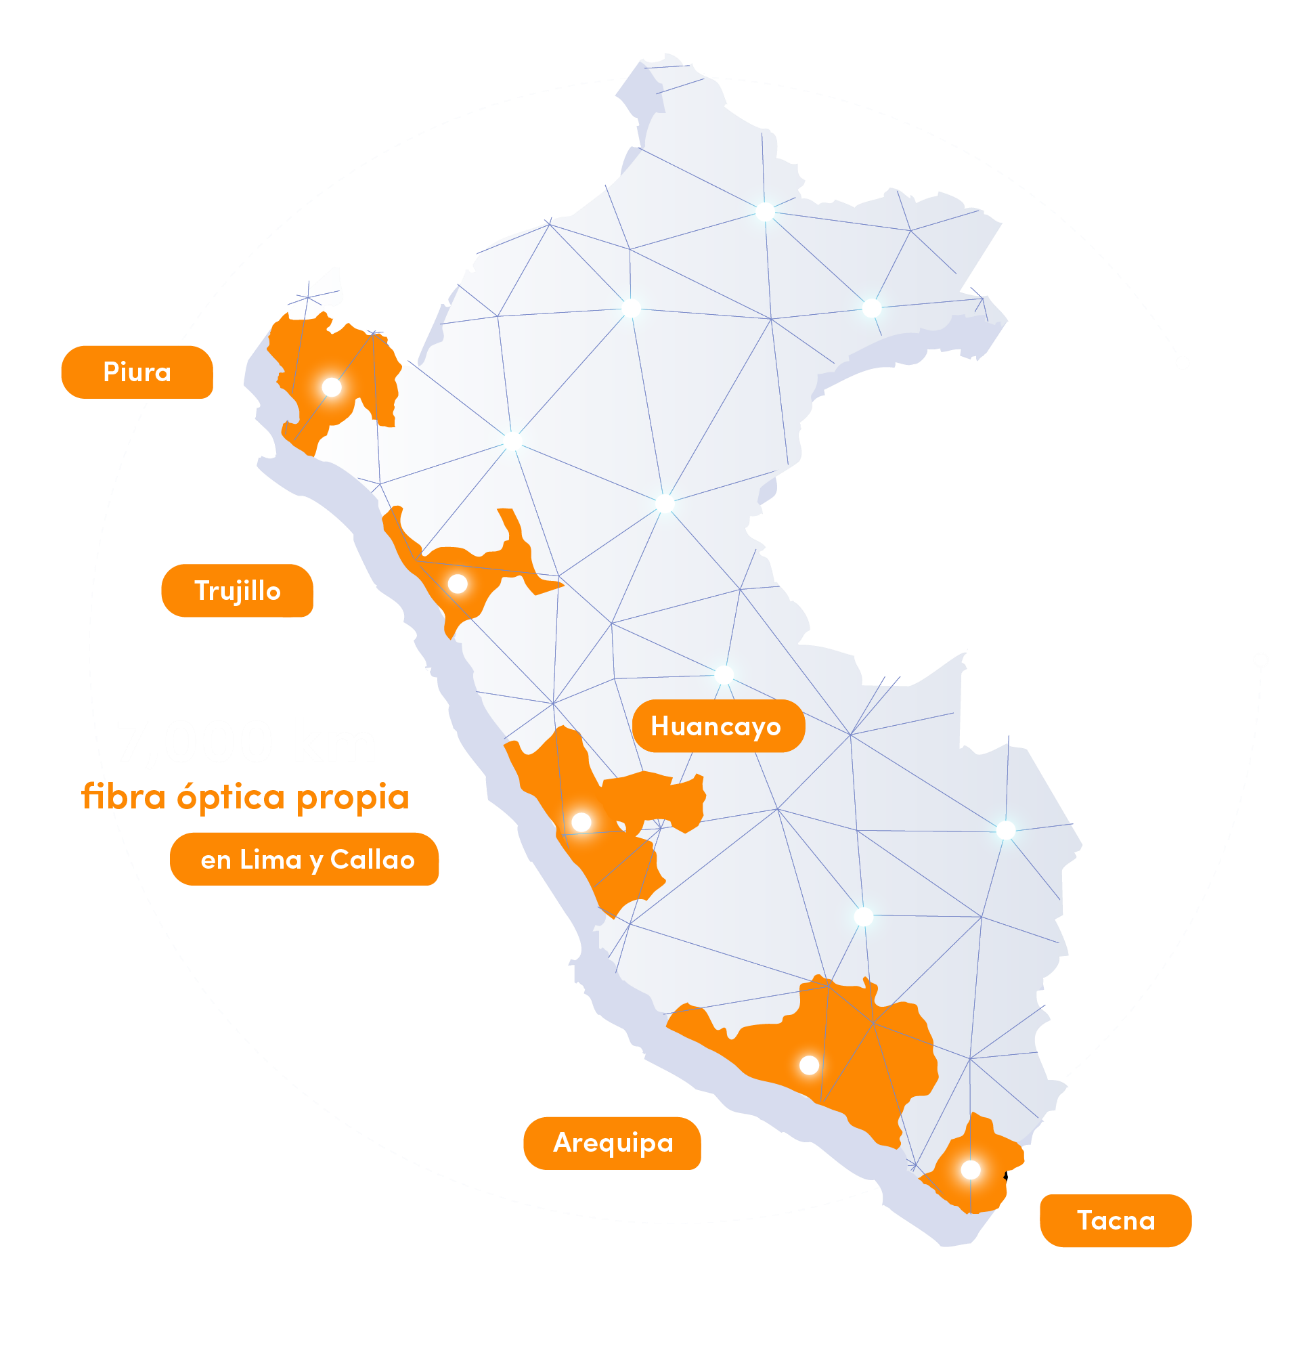 Piura
Trujillo
Huancayo
fibra óptica propia
en Lima y Callao
Arequipa
Tacna